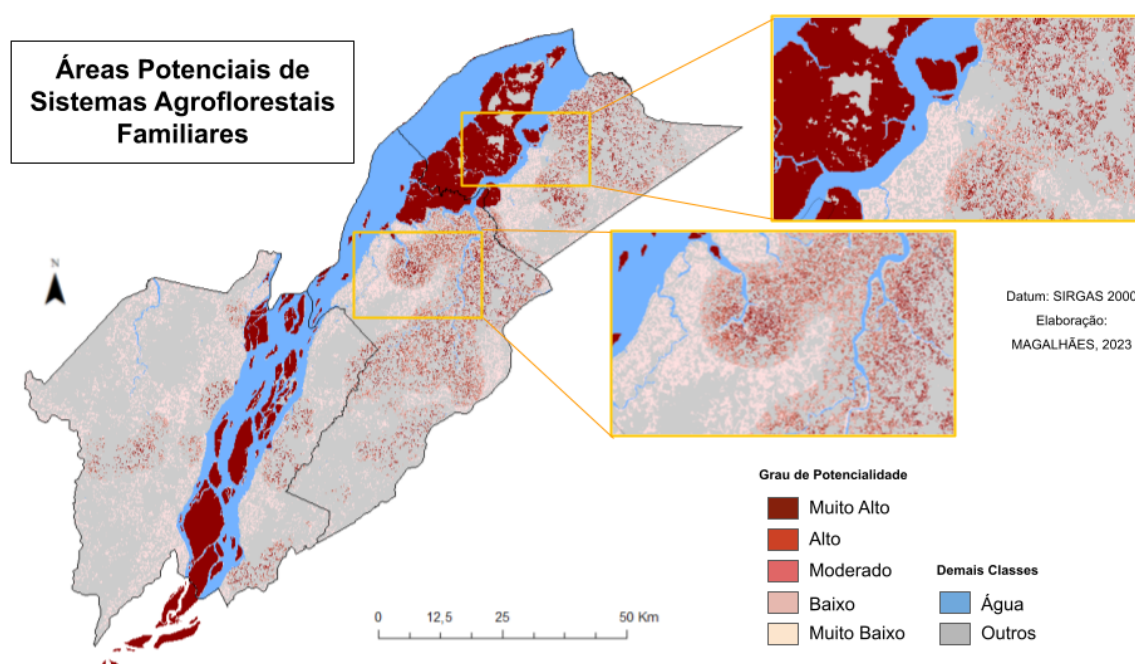 Áreas Potenciais de
Sistemas Agroflorestais
Familiares
N
Datum: SIRGAS 2000
Elaboração:
MAGALHÃES, 2023
Grau de Potencialidade
Muito Alto
Alto
Moderado
Baixo
Muito Baixo
Demais Classes
Água
Outros
0 12,5 25 50 Km